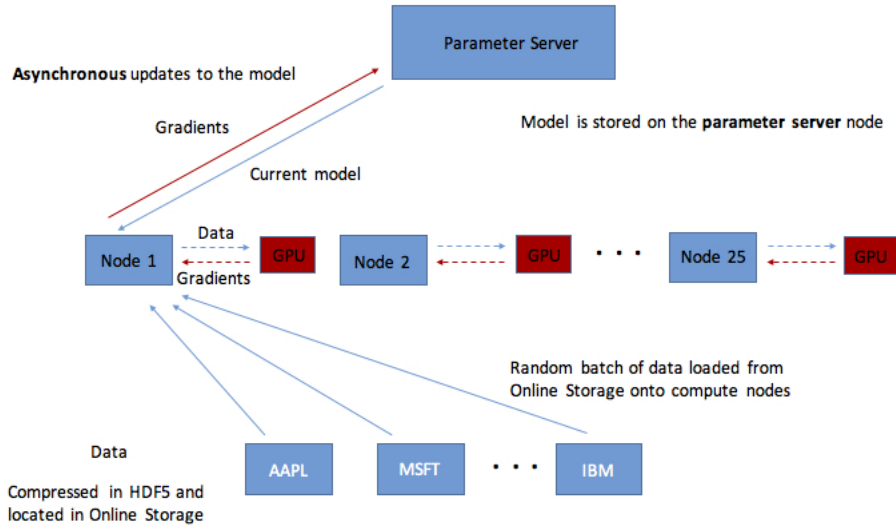 Parameter Server
Asynchronous updates to the model
Gradients
Model is stored on the parameter server node
Current model
Data
Node 1
GPU
Node 2
GPU
• • •
Node 25
GPU
Gradients
Random batch of data loaded from
Online Storage onto compute nodes
Data
AAPL
MSFT
• • •
IBM
Compressed in HDF5 and
located in Online Storage